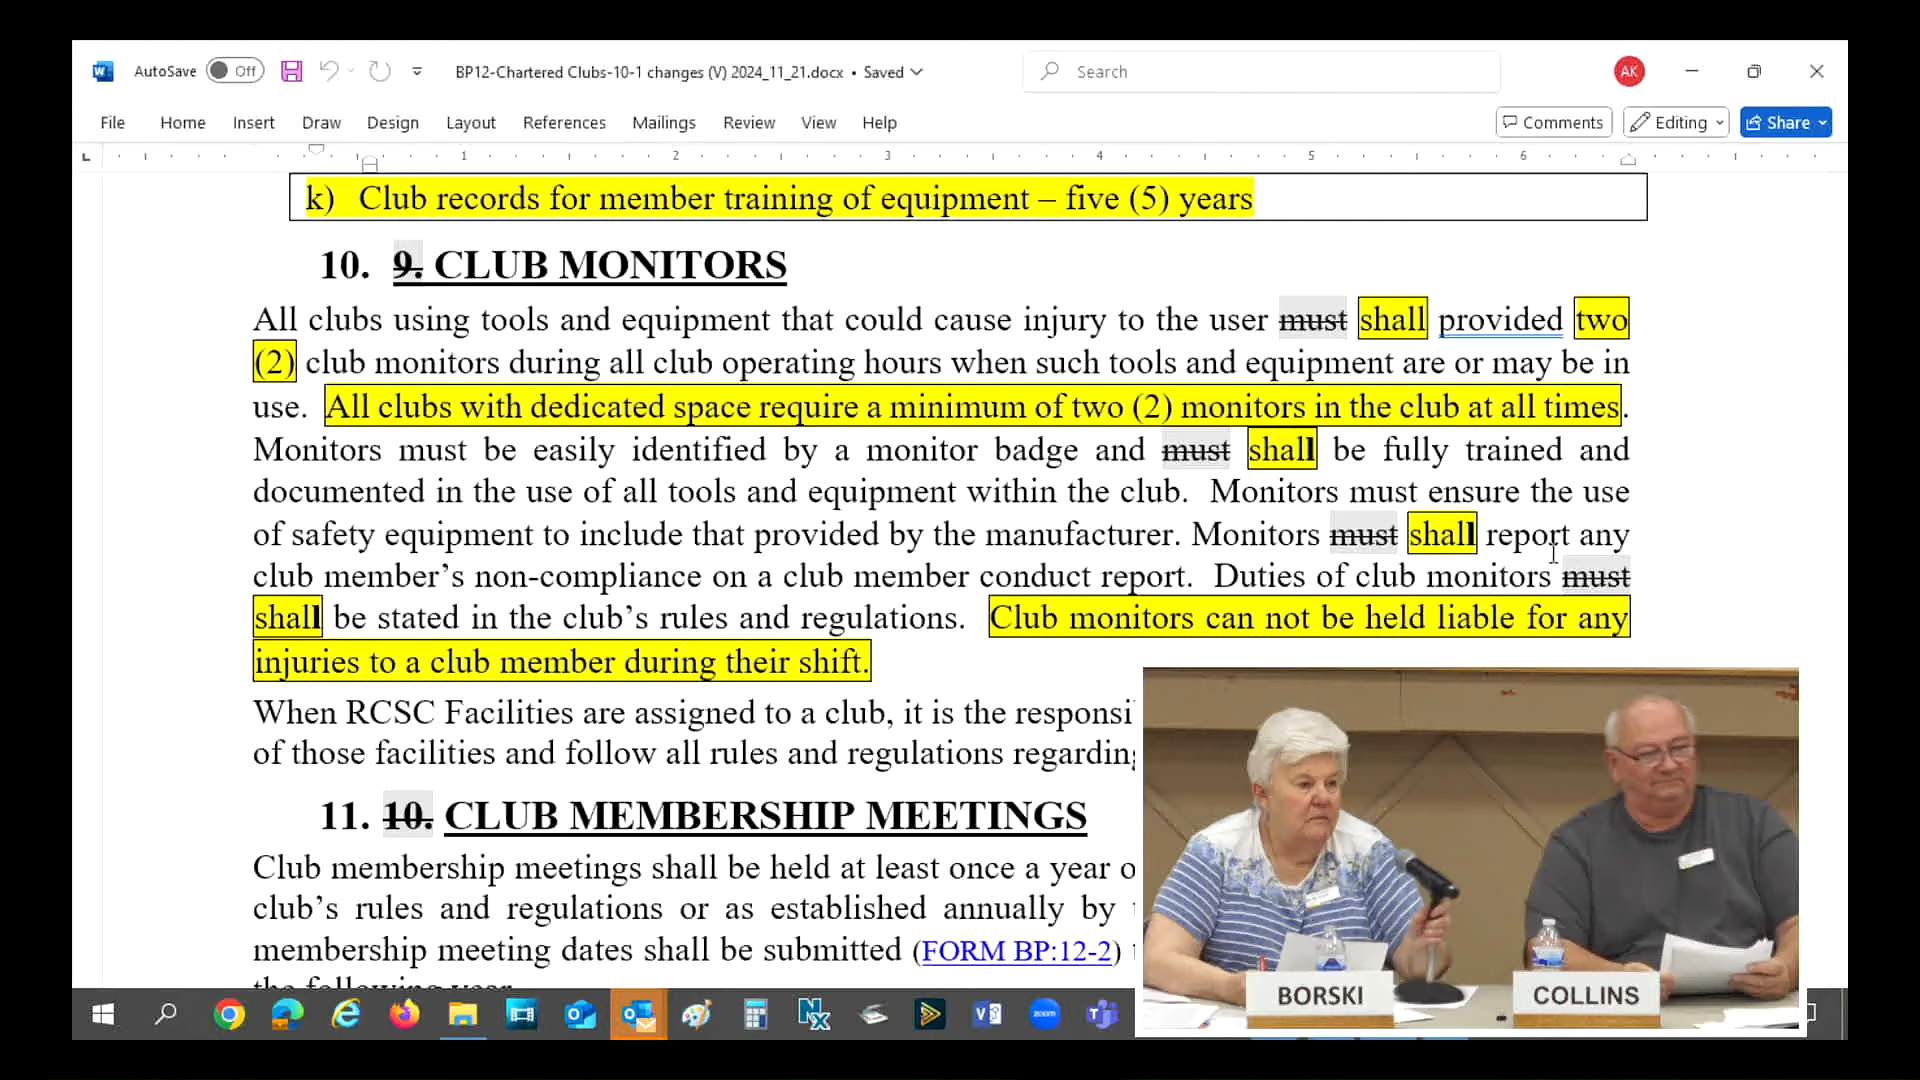 AutoSave Off BP12-Chartered Clubs-10-1 changes (V) 2024_11_21.docx • Saved Search AK
File Home Insert Draw Design Layout References Mailings Review View Help Comments Editing Share
1 2 3 4 5 6
k) Club records for member training of equipment – five (5) years
10. 9. CLUB MONITORS
All clubs using tools and equipment that could cause injury to the user must shall provided two
(2) club monitors during all club operating hours when such tools and equipment are or may be in
use. All clubs with dedicated space require a minimum of two (2) monitors in the club at all times.
Monitors must be easily identified by a monitor badge and must shall be fully trained and
documented in the use of all tools and equipment within the club. Monitors must ensure the use
of safety equipment to include that provided by the manufacturer. Monitors must shall report any
club member’s non-compliance on a club member conduct report. Duties of club monitors must
shall be stated in the club’s rules and regulations. Club monitors can not be held liable for any
injuries to a club member during their shift.
When RCSC Facilities are assigned to a club, it is the responsi
of those facilities and follow all rules and regulations regarding
11. 10. CLUB MEMBERSHIP MEETINGS
Club membership meetings shall be held at least once a year o
club’s rules and regulations or as established annually by
membership meeting dates shall be submitted (FORM BP:12-2)
the following year
BORSKI COLLINS
zoom